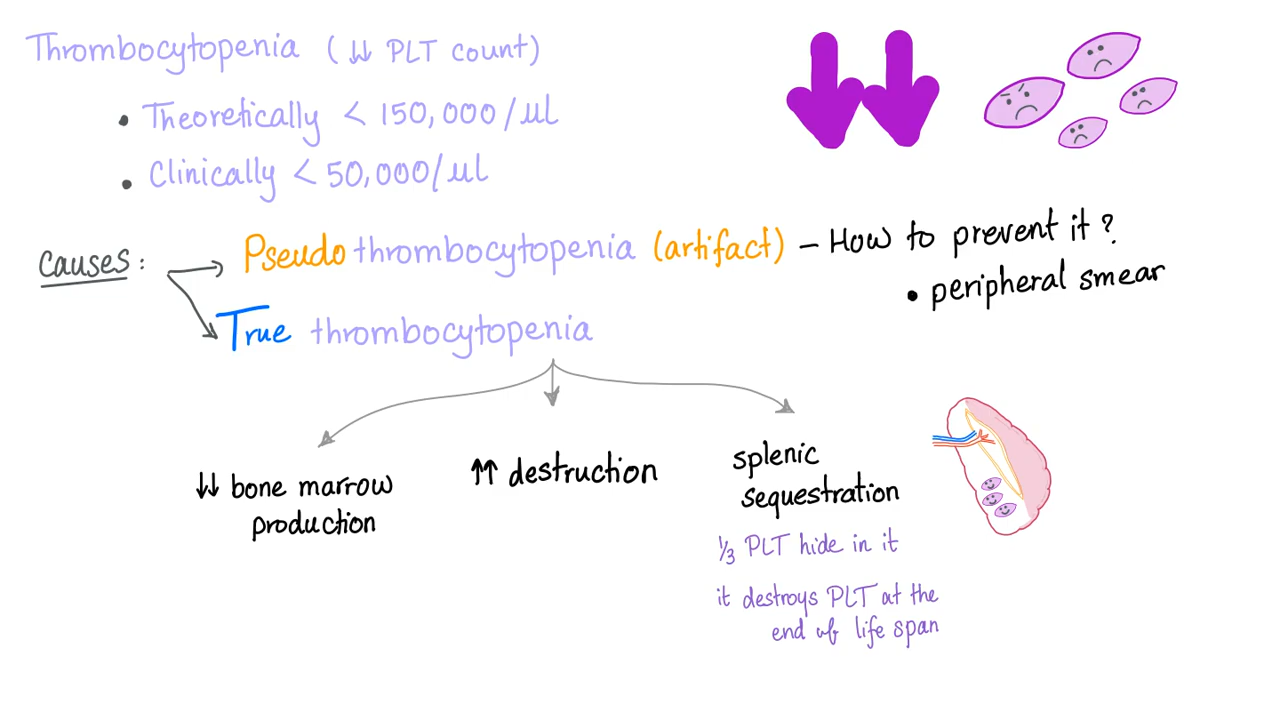 Thrombocytopenia (↓↓ PLT count)
• Theoretically < 150,000/µl
• Clinically < 50,000/µl
Causes:
Pseudothrombocytopenia (artifact) – How to prevent it?
• peripheral smear
True thrombocytopenia
↓↓ bone marrow
production
↑↑ destruction
splenic
sequestration
⅓ PLT hide in it
it destroys PLT at the
end of life span